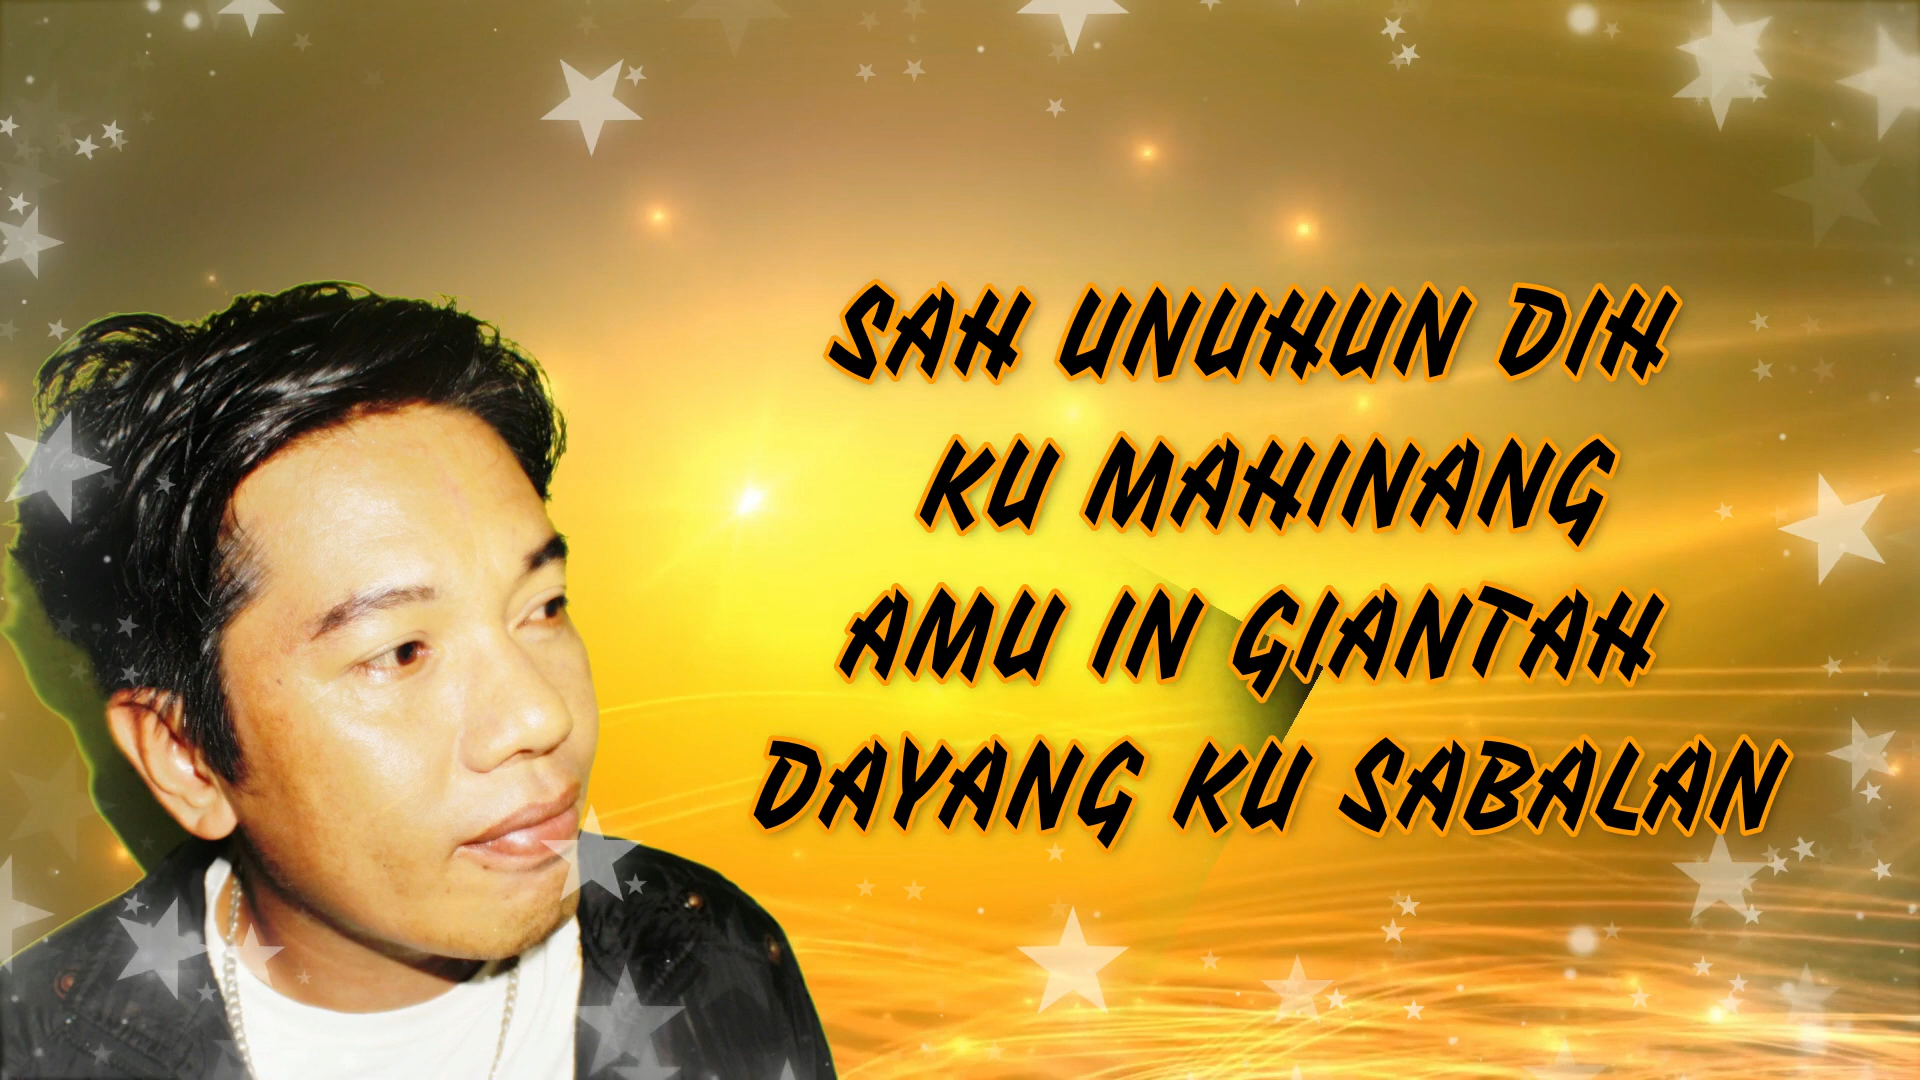 SAH UNUHUN DIH
KU MAHINANG
AMU IN GIANTAH
DAYANG KU SABALAN